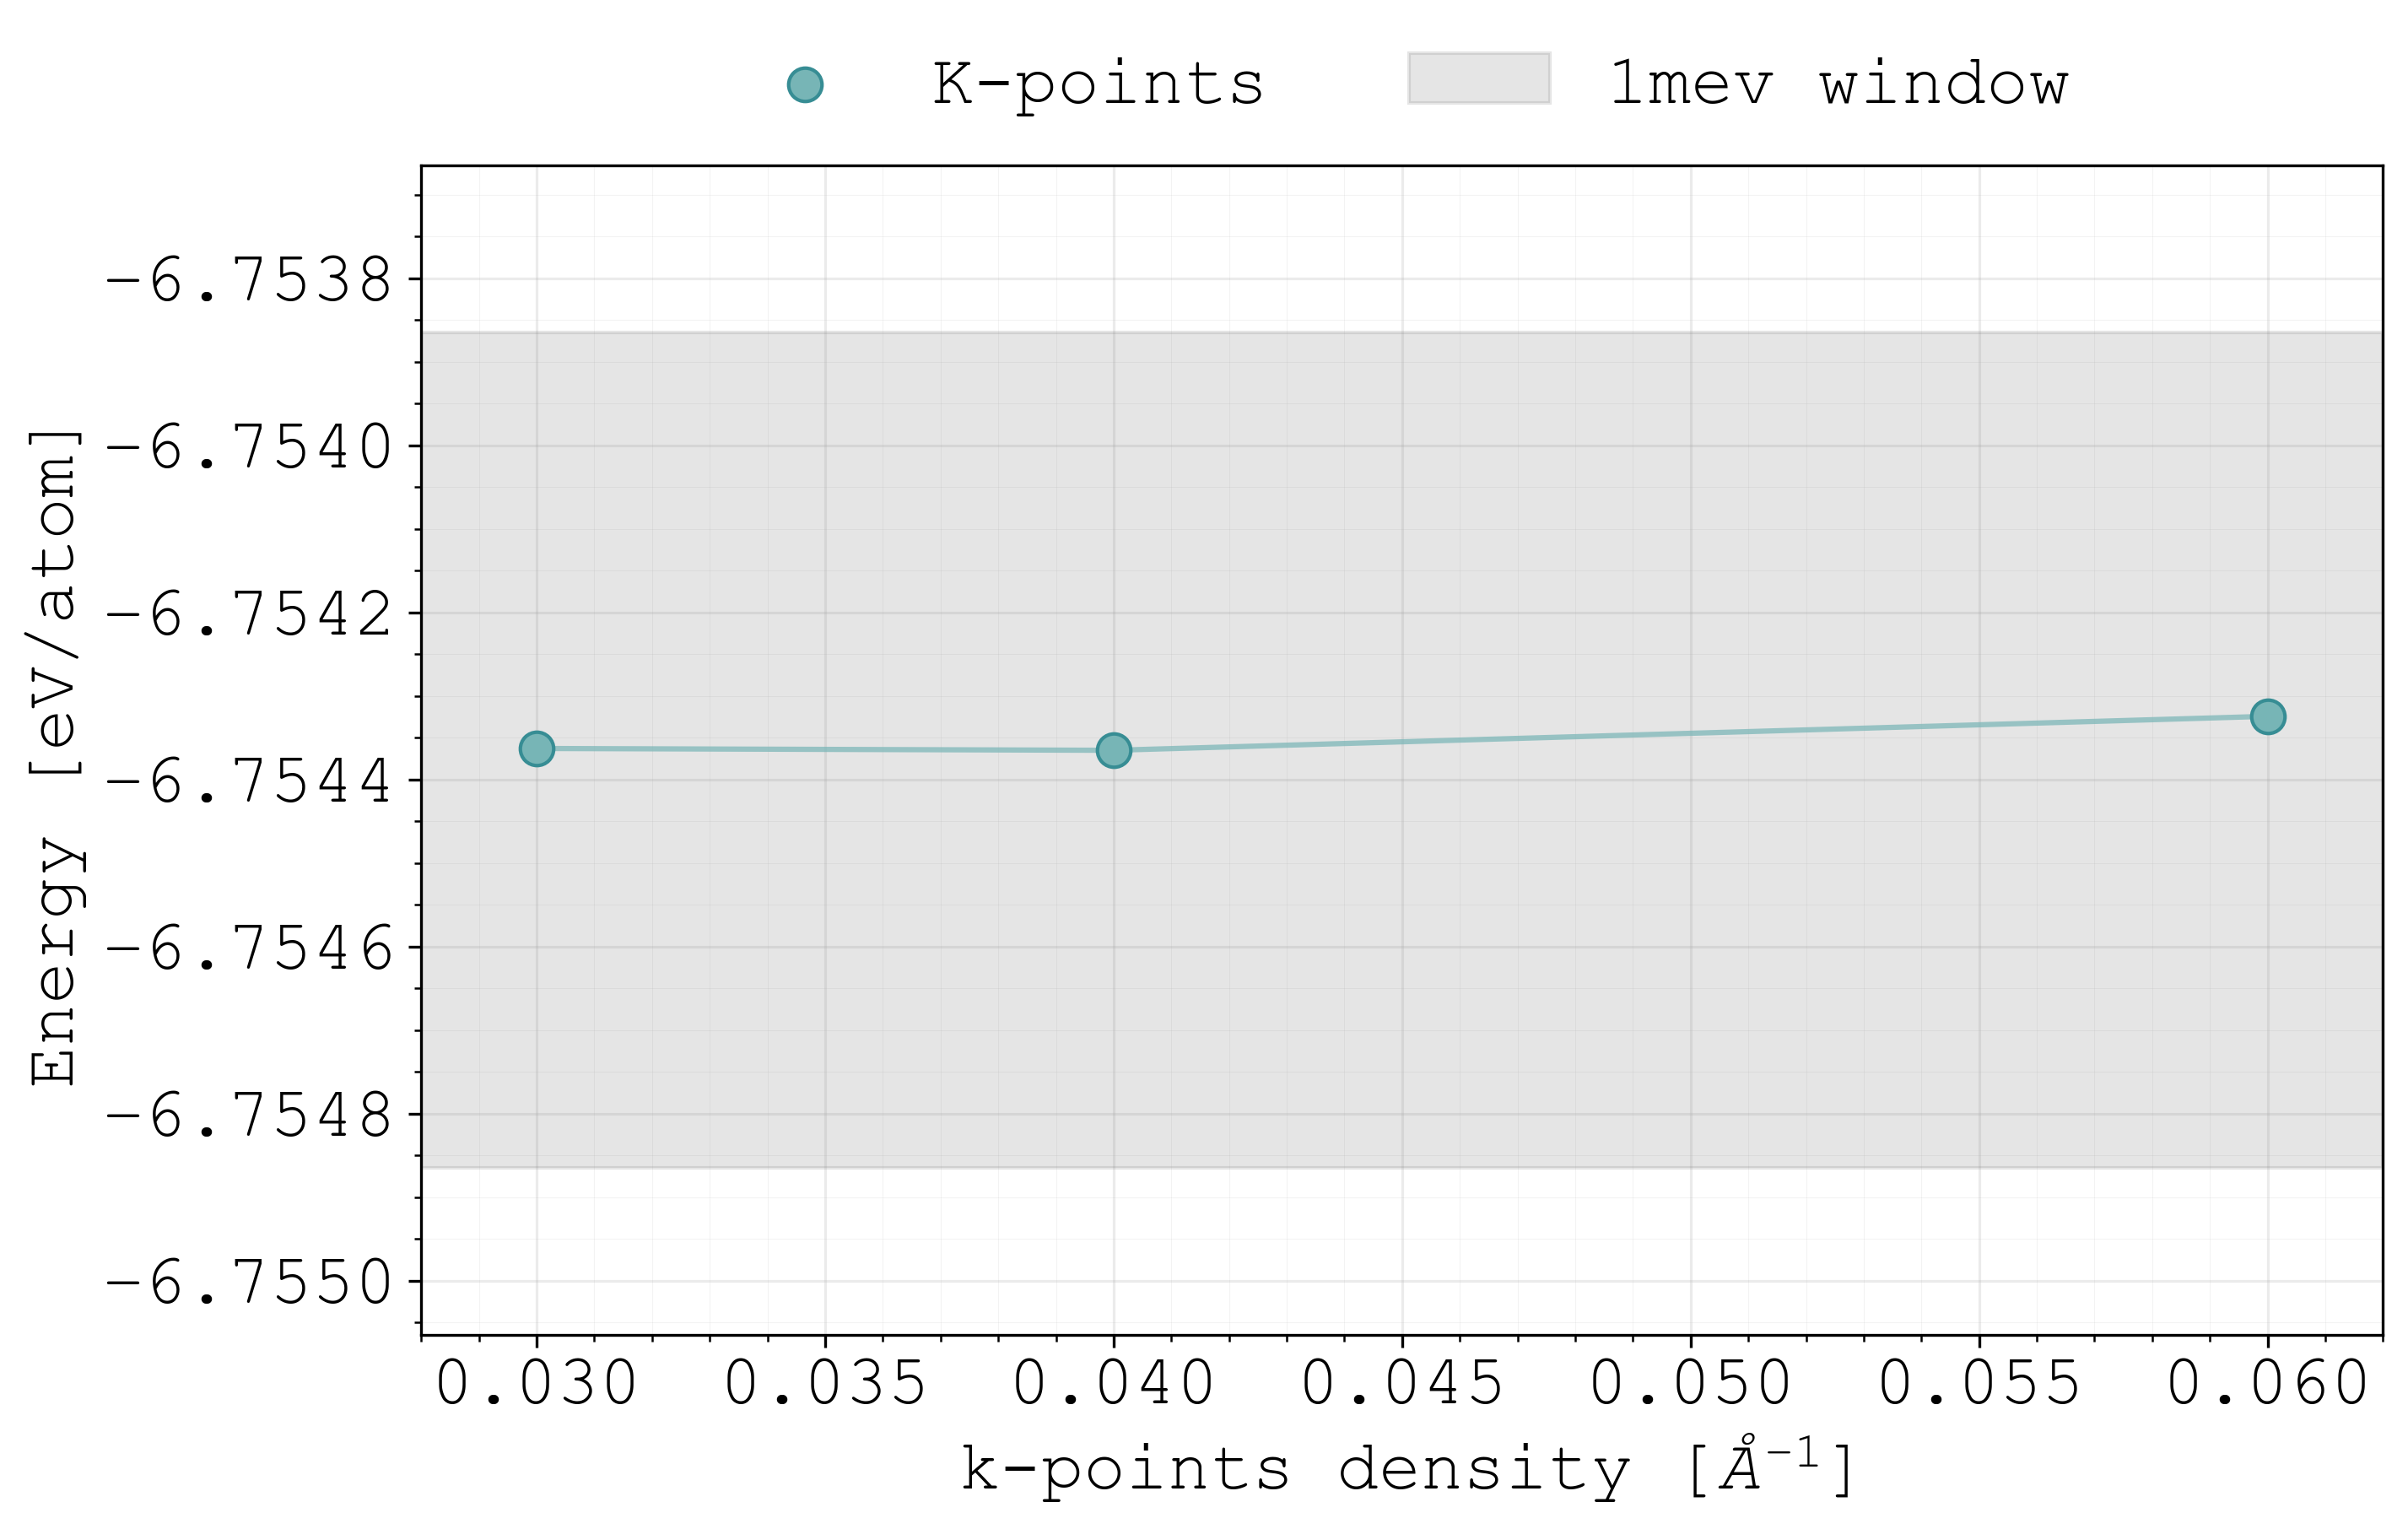 K-points
1mev window
Energy [eV/atom]
−6.7538
−6.7540
−6.7542
−6.7544
−6.7546
−6.7548
−6.7550
0.030 0.035 0.040 0.045 0.050 0.055 0.060
k-points density [Å⁻¹]